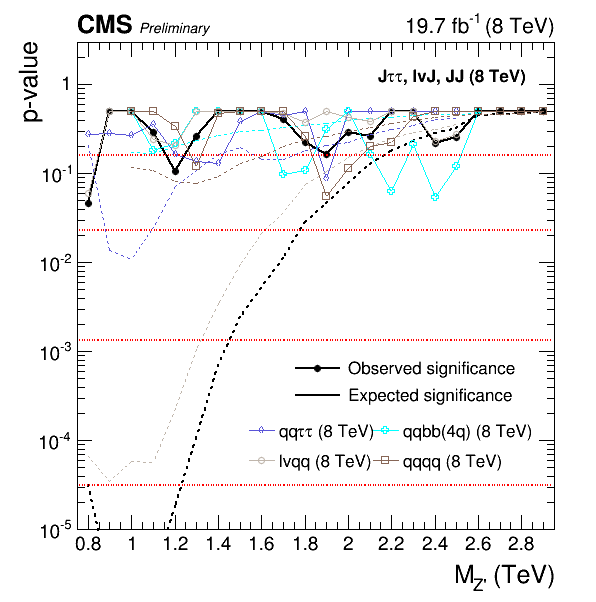 CMS Preliminary 19.7 fb⁻¹ (8 TeV)
p-value
Jττ, lvJ, JJ (8 TeV)
1
10⁻¹
10⁻²
10⁻³
10⁻⁴
10⁻⁵
Observed significance
Expected significance
qqττ (8 TeV) qqbb(4q) (8 TeV)
lvqq (8 TeV) qqqq (8 TeV)
0.8 1 1.2 1.4 1.6 1.8 2 2.2 2.4 2.6 2.8
M_Z' (TeV)